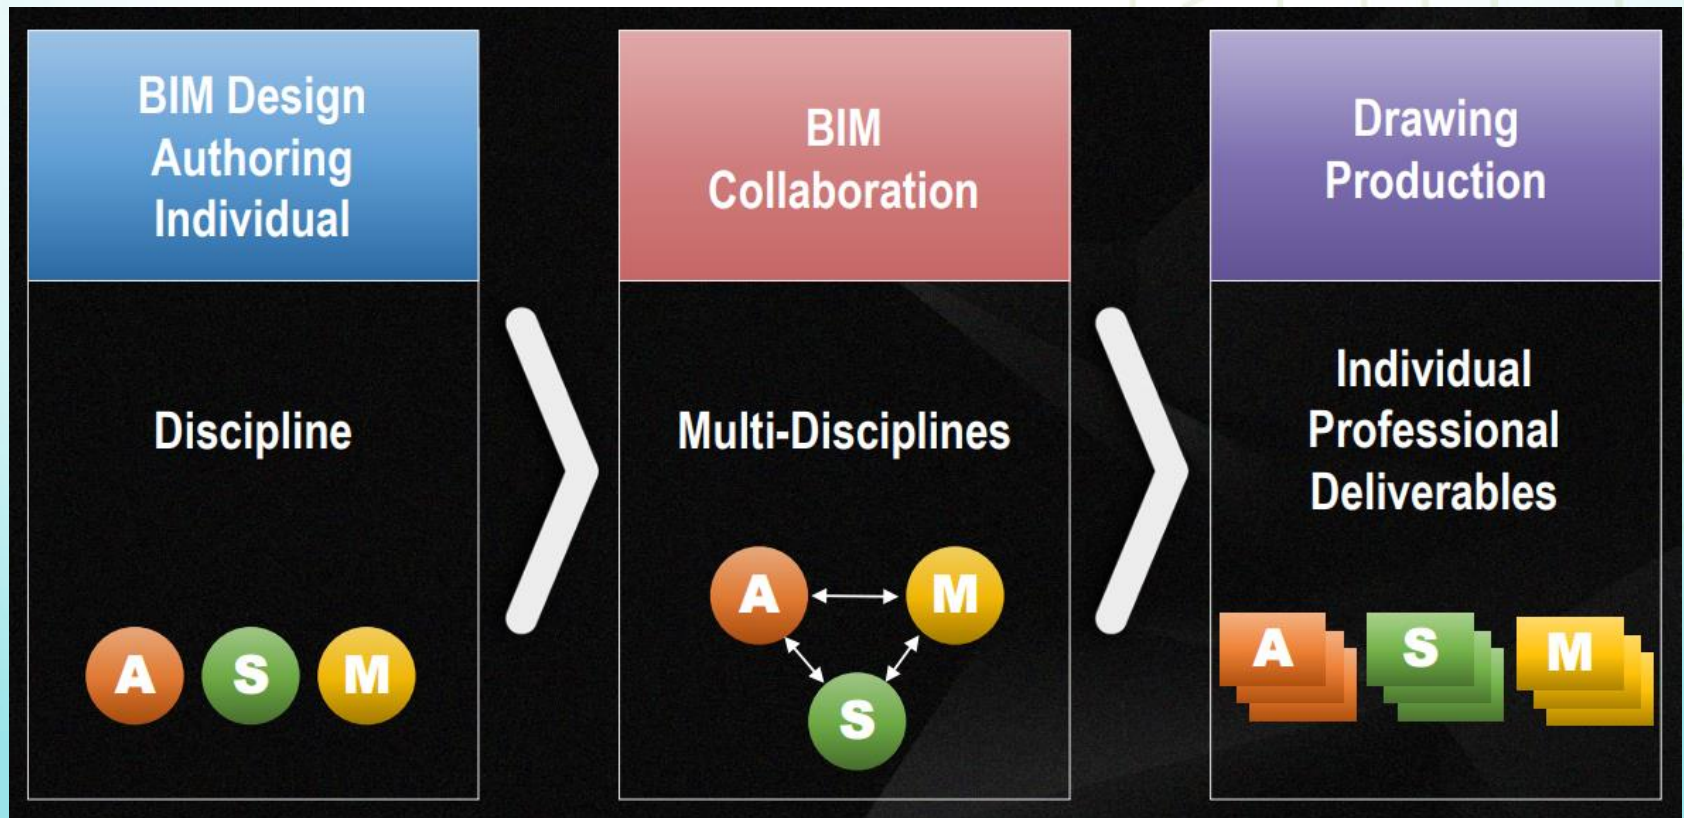 BIM Design
Authoring
Individual
Discipline
A S M
BIM
Collaboration
Multi-Disciplines
A M
S
Drawing
Production
Individual
Professional
Deliverables
A S M